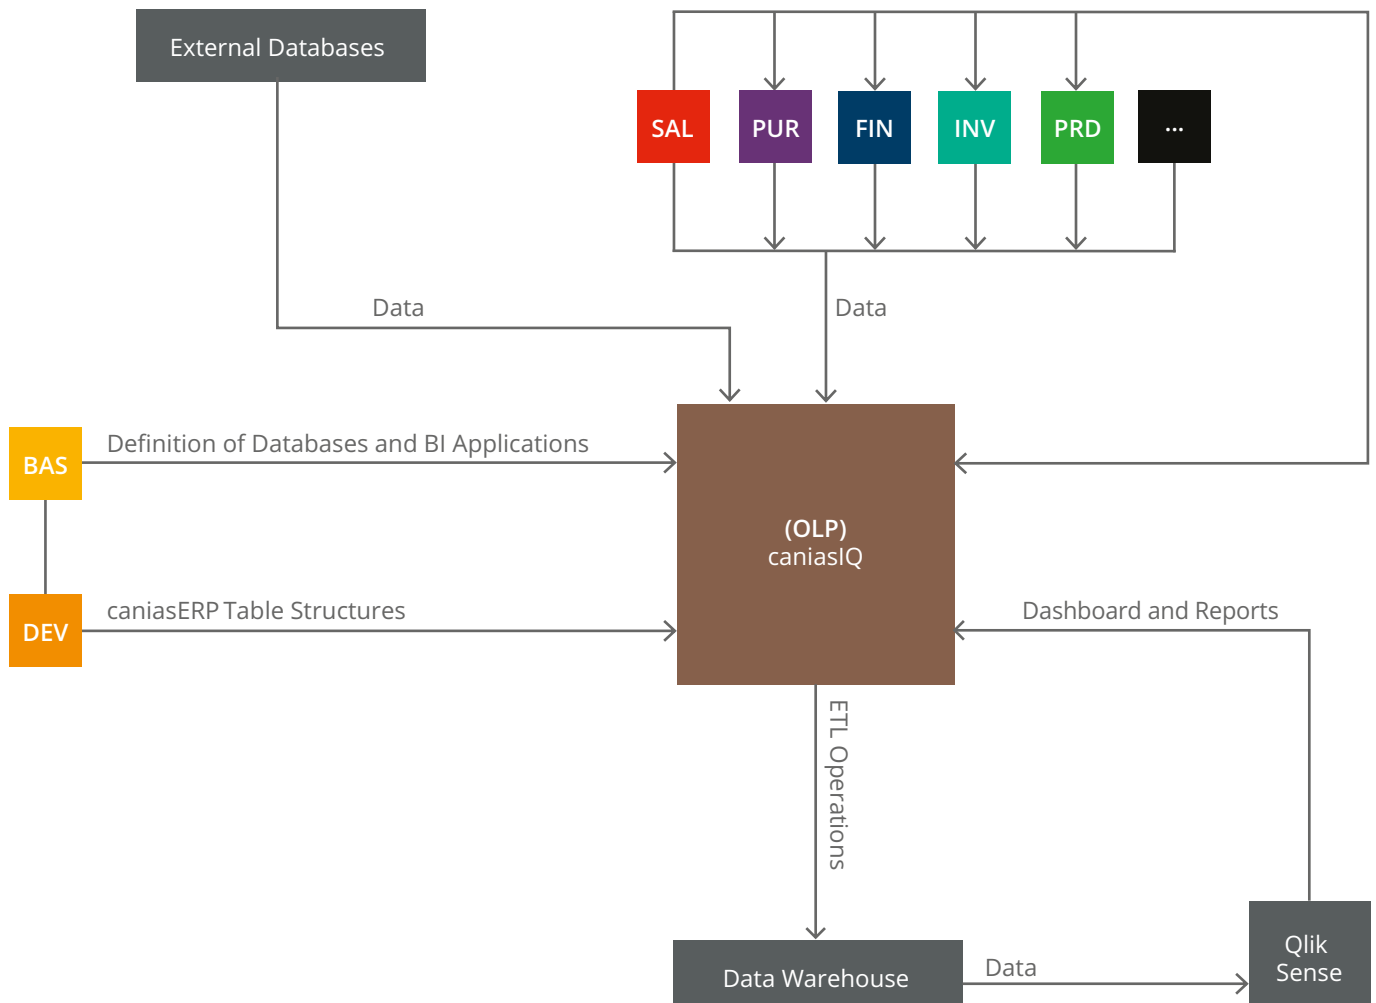 External Databases
SAL
PUR
FIN
INV
PRD
...
Data
Data
BAS
Definition of Databases and BI Applications
(OLP)
caniasIQ
DEV
caniasERP Table Structures
Dashboard and Reports
ETL Operations
Qlik
Sense
Data Warehouse
Data